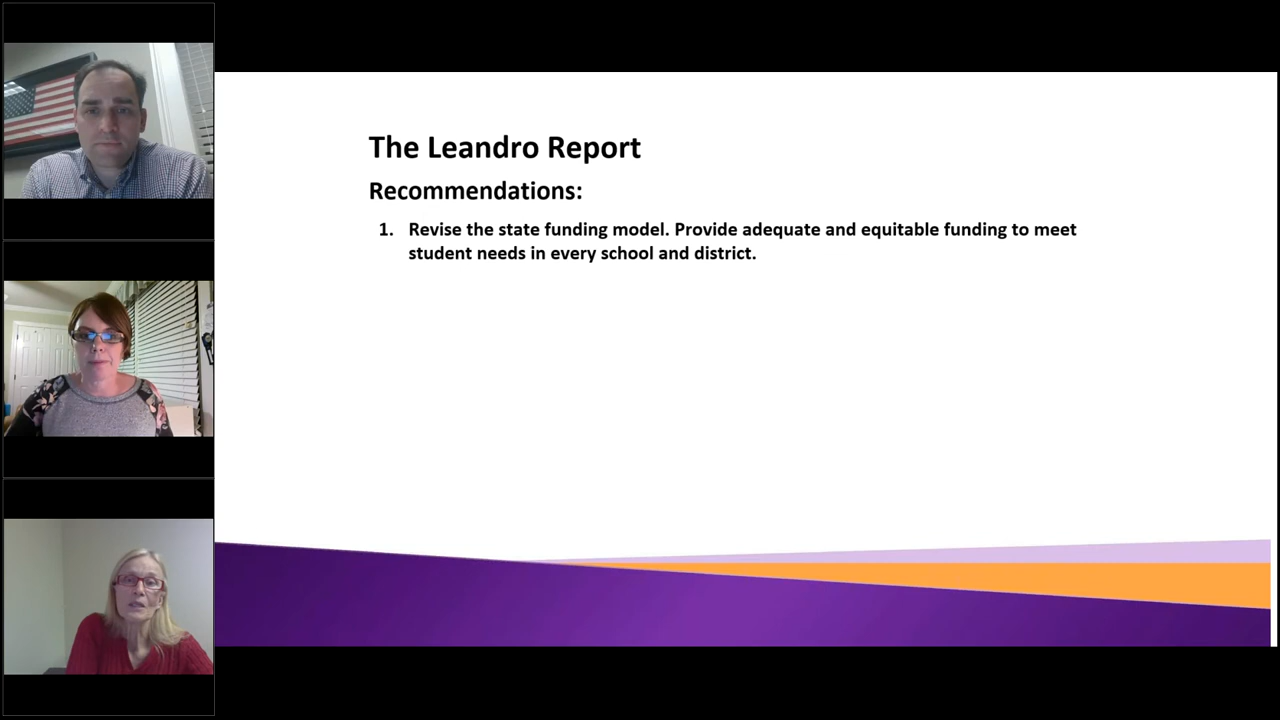 The Leandro Report
Recommendations:
1. Revise the state funding model. Provide adequate and equitable funding to meet
student needs in every school and district.